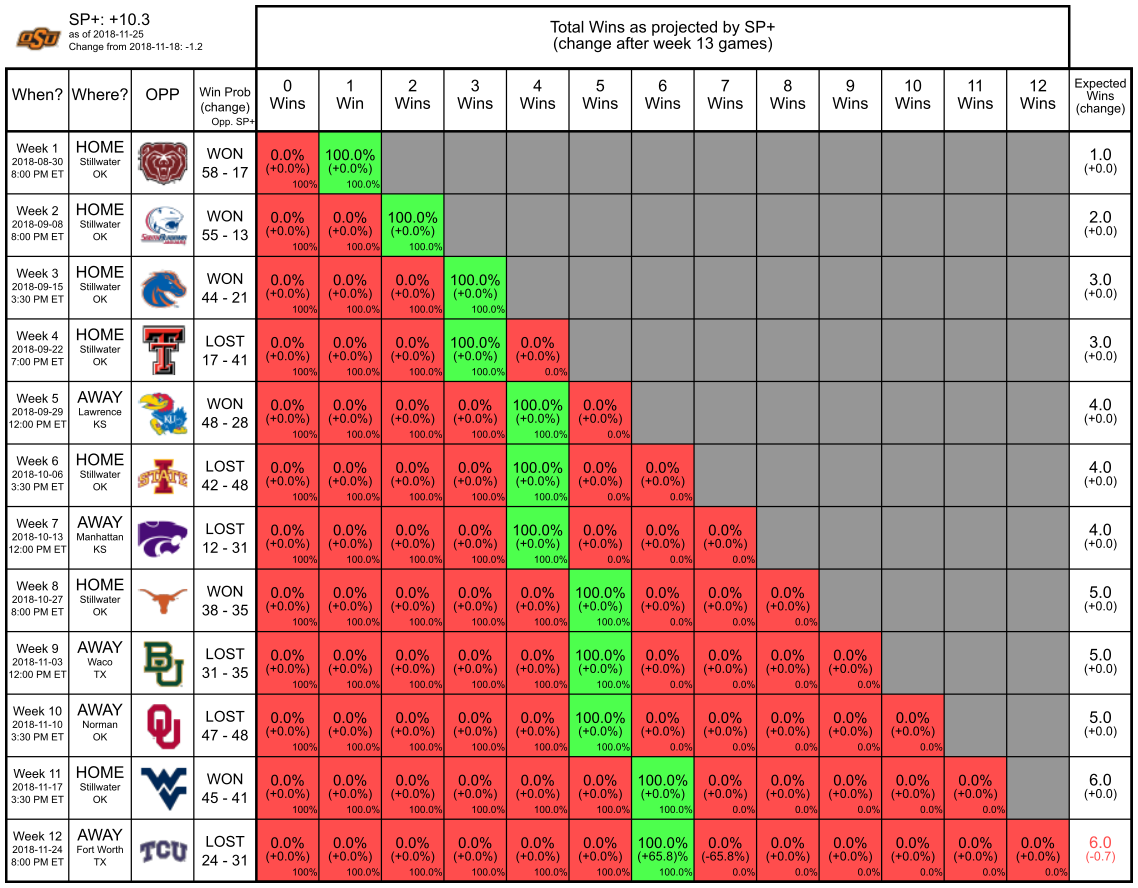 SP+: +10.3
as of 2018-11-25
Change from 2018-11-18: -1.2
OSU
Total Wins as projected by SP+
(change after week 13 games)
When? Where? OPP Win Prob (change) Opp. SP+ 0 Wins 1 Win 2 Wins 3 Wins 4 Wins 5 Wins 6 Wins 7 Wins 8 Wins 9 Wins 10 Wins 11 Wins 12 Wins Expected Wins (change)
Week 1 HOME WON 0.0% 100.0% 1.0
2018-08-30 Stillwater 58 - 17 (+0.0%) (+0.0%) (+0.0)
8:00 PM ET OK 100% 100.0%
Week 2 HOME WON 0.0% 0.0% 100.0% 2.0
2018-09-08 Stillwater 55 - 13 (+0.0%) (+0.0%) (+0.0%) (+0.0)
8:00 PM ET OK SOUTH ALABAMA 100% 100.0% 100.0%
Week 3 HOME WON 0.0% 0.0% 0.0% 100.0% 3.0
2018-09-15 Stillwater 44 - 21 (+0.0%) (+0.0%) (+0.0%) (+0.0%) (+0.0)
3:30 PM ET OK 100% 100.0% 100.0% 100.0%
Week 4 HOME LOST 0.0% 0.0% 0.0% 100.0% 0.0% 3.0
2018-09-22 Stillwater T 17 - 41 (+0.0%) (+0.0%) (+0.0%) (+0.0%) (+0.0%) (+0.0)
7:00 PM ET OK 100% 100.0% 100.0% 100.0% 0.0%
Week 5 AWAY WON 0.0% 0.0% 0.0% 0.0% 100.0% 0.0% 4.0
2018-09-29 Lawrence KU 48 - 28 (+0.0%) (+0.0%) (+0.0%) (+0.0%) (+0.0%) (+0.0%) (+0.0)
12:00 PM ET KS 100% 100.0% 100.0% 100.0% 100.0% 0.0%
Week 6 HOME LOST 0.0% 0.0% 0.0% 0.0% 100.0% 0.0% 0.0% 4.0
2018-10-06 Stillwater STATE 42 - 48 (+0.0%) (+0.0%) (+0.0%) (+0.0%) (+0.0%) (+0.0%) (+0.0%) (+0.0)
3:30 PM ET OK 100% 100.0% 100.0% 100.0% 100.0% 0.0% 0.0%
Week 7 AWAY LOST 0.0% 0.0% 0.0% 0.0% 100.0% 0.0% 0.0% 0.0% 4.0
2018-10-13 Manhattan 12 - 31 (+0.0%) (+0.0%) (+0.0%) (+0.0%) (+0.0%) (+0.0%) (+0.0%) (+0.0%) (+0.0)
12:00 PM ET KS 100% 100.0% 100.0% 100.0% 100.0% 0.0% 0.0% 0.0%
Week 8 HOME WON 0.0% 0.0% 0.0% 0.0% 0.0% 100.0% 0.0% 0.0% 0.0% 5.0
2018-10-27 Stillwater 38 - 35 (+0.0%) (+0.0%) (+0.0%) (+0.0%) (+0.0%) (+0.0%) (+0.0%) (+0.0%) (+0.0%) (+0.0)
8:00 PM ET OK 100% 100.0% 100.0% 100.0% 100.0% 100.0% 0.0% 0.0% 0.0%
Week 9 AWAY LOST 0.0% 0.0% 0.0% 0.0% 0.0% 100.0% 0.0% 0.0% 0.0% 0.0% 5.0
2018-11-03 Waco BU 31 - 35 (+0.0%) (+0.0%) (+0.0%) (+0.0%) (+0.0%) (+0.0%) (+0.0%) (+0.0%) (+0.0%) (+0.0%) (+0.0)
12:00 PM ET TX 100% 100.0% 100.0% 100.0% 100.0% 100.0% 0.0% 0.0% 0.0% 0.0%
Week 10 AWAY LOST 0.0% 0.0% 0.0% 0.0% 0.0% 100.0% 0.0% 0.0% 0.0% 0.0% 0.0% 5.0
2018-11-10 Norman OU 47 - 48 (+0.0%) (+0.0%) (+0.0%) (+0.0%) (+0.0%) (+0.0%) (+0.0%) (+0.0%) (+0.0%) (+0.0%) (+0.0%) (+0.0)
3:30 PM ET OK 100% 100.0% 100.0% 100.0% 100.0% 100.0% 0.0% 0.0% 0.0% 0.0% 0.0%
Week 11 HOME WON 0.0% 0.0% 0.0% 0.0% 0.0% 0.0% 100.0% 0.0% 0.0% 0.0% 0.0% 0.0% 6.0
2018-11-17 Stillwater WV 45 - 41 (+0.0%) (+0.0%) (+0.0%) (+0.0%) (+0.0%) (+0.0%) (+0.0%) (+0.0%) (+0.0%) (+0.0%) (+0.0%) (+0.0%) (+0.0)
3:30 PM ET OK 100% 100.0% 100.0% 100.0% 100.0% 100.0% 100.0% 0.0% 0.0% 0.0% 0.0% 0.0%
Week 12 AWAY LOST 0.0% 0.0% 0.0% 0.0% 0.0% 0.0% 100.0% 0.0% 0.0% 0.0% 0.0% 0.0% 0.0% 6.0
2018-11-24 Fort Worth TCU 24 - 31 (+0.0%) (+0.0%) (+0.0%) (+0.0%) (+0.0%) (+0.0%) (+65.8)% (-65.8%) (+0.0%) (+0.0%) (+0.0%) (+0.0%) (+0.0%) (-0.7)
8:00 PM ET TX 100% 100.0% 100.0% 100.0% 100.0% 100.0% 100.0% 0.0% 0.0% 0.0% 0.0% 0.0% 0.0%